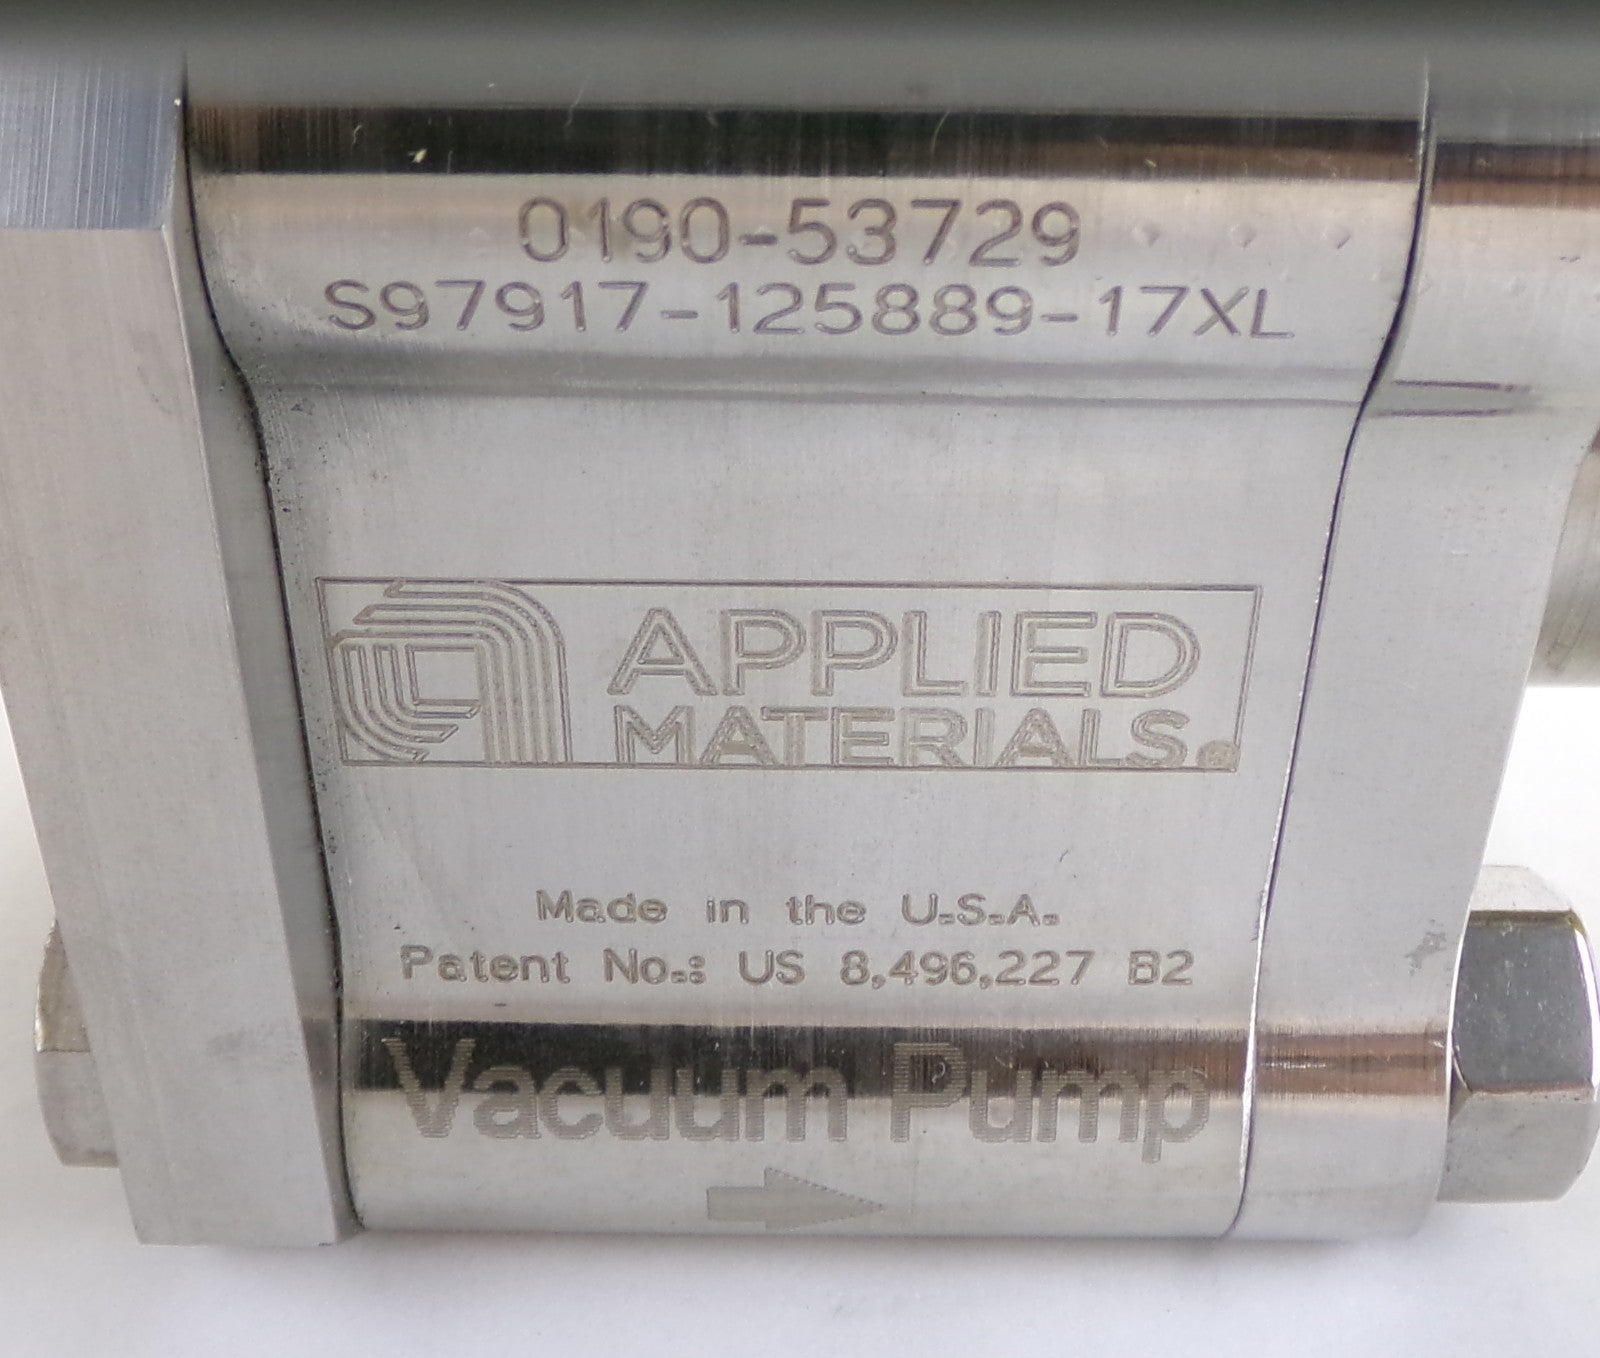 0190-53729
S97917-125889-17XL
APPLIED
MATERIALS®
Made in the U.S.A.
Patent No.: US 8,496,227 B2
Vacuum Pump